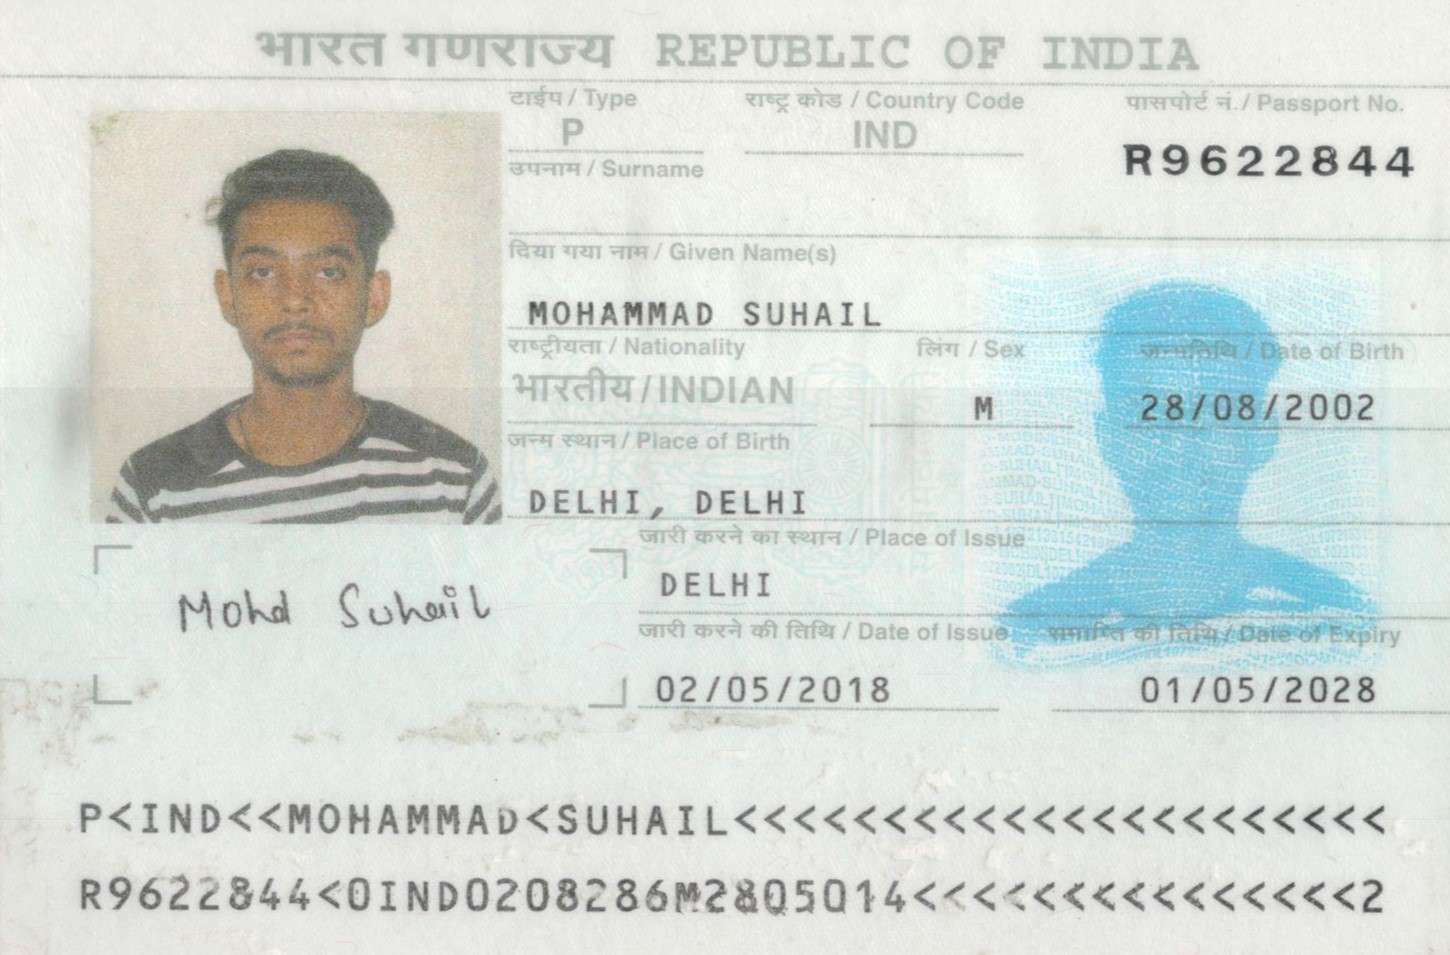 भारत गणराज्य REPUBLIC OF INDIA
टाईप / Type राष्ट्र कोड / Country Code पासपोर्ट नं. / Passport No.
P IND R9622844
उपनाम / Surname
दिया गया नाम / Given Name(s)
MOHAMMAD SUHAIL
राष्ट्रीयता / Nationality लिंग / Sex जन्मतिथि / Date of Birth
भारतीय / INDIAN M 28/08/2002
जन्म स्थान / Place of Birth
DELHI, DELHI
जारी करने का स्थान / Place of Issue
DELHI
Mohd Suhail
जारी करने की तिथि / Date of Issue समाप्ति की तिथि / Date of Expiry
02/05/2018 01/05/2028
P<IND<<MOHAMMAD<SUHAIL<<<<<<<<<<<<<<<<<<<<<<
R9622844<0IND0208286M2805014<<<<<<<<<<<<<<<2